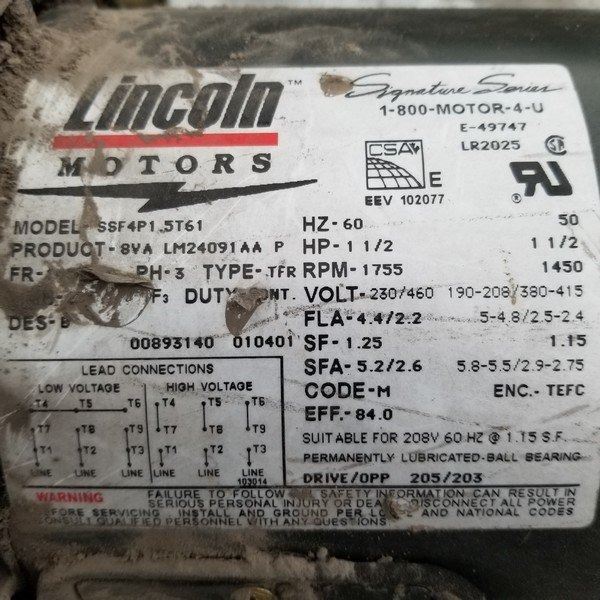 Lincoln™
MOTORS
Signature Series
1-800-MOTOR-4-U
E-49747
LR2025
CSA
E
EEV 102077
MODEL- SSF4P1.5T61
PRODUCT- 8VA LM24091AA P
FR- PH-3 TYPE- TFR
DUTY CONT.
DES-B
00893140 010401
HZ-60 50
HP-1 1/2 1 1/2
RPM-1755 1450
VOLT-230/460 190-208/380-415
FLA-4.4/2.2 5-4.8/2.5-2.4
SF-1.25 1.15
SFA-5.2/2.6 5.8-5.5/2.9-2.75
CODE-M ENC.-TEFC
EFF.-84.0
SUITABLE FOR 208V 60 HZ @ 1.15 S.F.
PERMANENTLY LUBRICATED-BALL BEARING
DRIVE/OPP 205/203
LEAD CONNECTIONS
LOW VOLTAGE HIGH VOLTAGE
T4 T5 T6 T4 T5 T6
T7 T8 T9 T7 T8 T9
T1 T2 T3 T1 T2 T3
LINE LINE LINE LINE LINE LINE
103014
WARNING FAILURE TO FOLLOW SAFETY INFORMATION CAN RESULT IN
SERIOUS PERSONAL INJURY OR DISCONNECT ALL POWER
BEFORE SERVICING. INSTALL AND GROUND PER AND NATIONAL CODES
CONSULT QUALIFIED PERSONNEL WITH ANY QUESTIONS